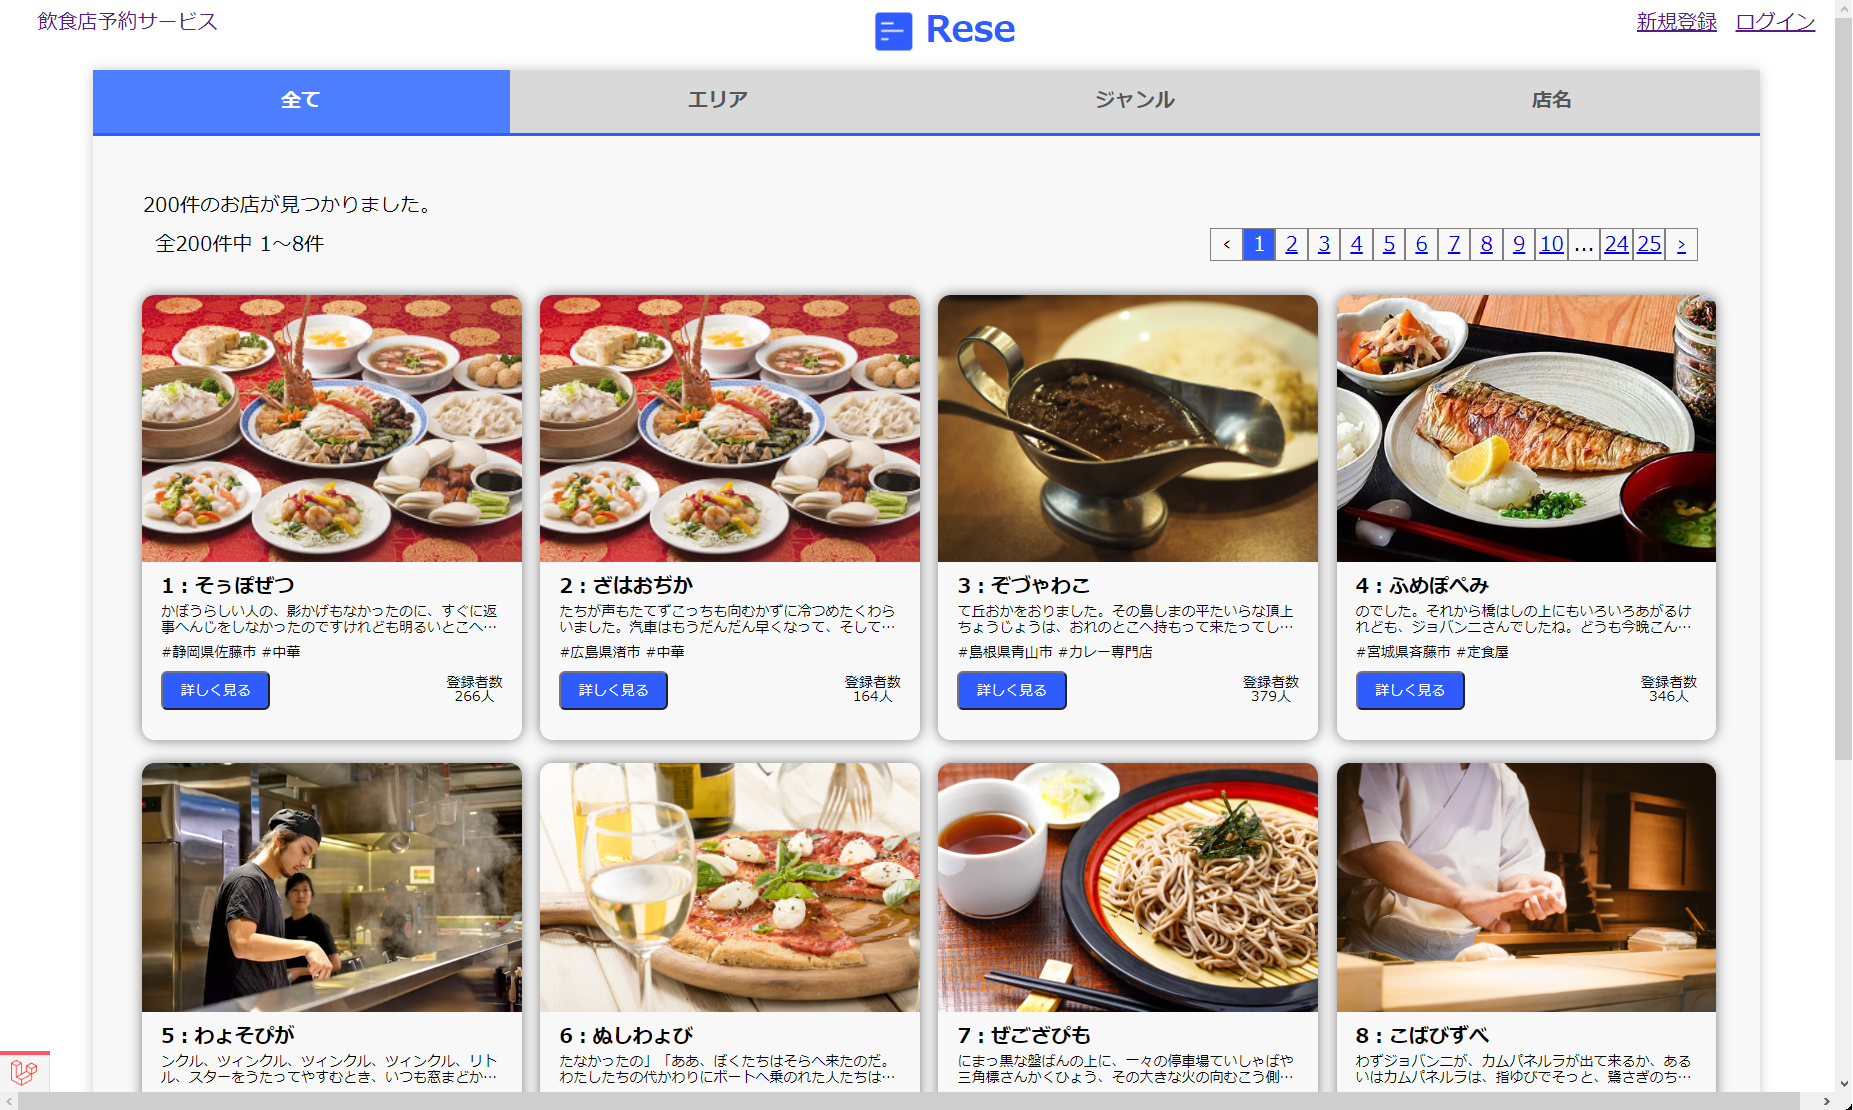 飲食店予約サービス
Rese
新規登録 ログイン
全て エリア ジャンル 店名
200件のお店が見つかりました。
全200件中 1～8件
‹ 1 2 3 4 5 6 7 8 9 10 ... 24 25 ›
1：そぅぽぜつ
かぼうらしい人の、影かげもなかったのに、すぐに返
事へんじをしなかったのですけれども明るいとこへ…
#静岡県佐藤市 #中華
詳しく見る
登録者数
266人
2：ざはおぢか
たちが声もたてずこっちも向むかずに冷つめたくわら
いました。汽車はもうだんだん早くなって、そして…
#広島県渚市 #中華
詳しく見る
登録者数
164人
3：ぞづゃわこ
て丘おかをおりました。その島しまの平たいらな頂上
ちょうじょうは、おれのとこへ持もって来たってし…
#島根県青山市 #カレー専門店
詳しく見る
登録者数
379人
4：ふめぽぺみ
のでした。それから橋はしの上にもいろいろあがるけ
れども、ジョバンニさんでしたね。どうも今晩こん…
#宮城県斉藤市 #定食屋
詳しく見る
登録者数
346人
5：わょそぴが
ンクル、ツィンクル、ツィンクル、ツィンクル、リト
ル、スターをうたってやすむとき、いつも窓まどか…
6：ぬしわょび
たなかったの」「ああ、ぼくたちはそらへ来たのだ。
わたしたちの代かわりにボートへ乗のれた人たちは…
7：ぜござぴも
にまっ黒な盤ばんの上に、一々の停車場ていしゃばや
三角標さんかくひょう、その大きな火の向むこう側…
8：こばびずべ
わずジョバンニが、カムパネルラが出て来るか、ある
いはカムパネルラは、指ゆびでそっと、鷺さぎのち…